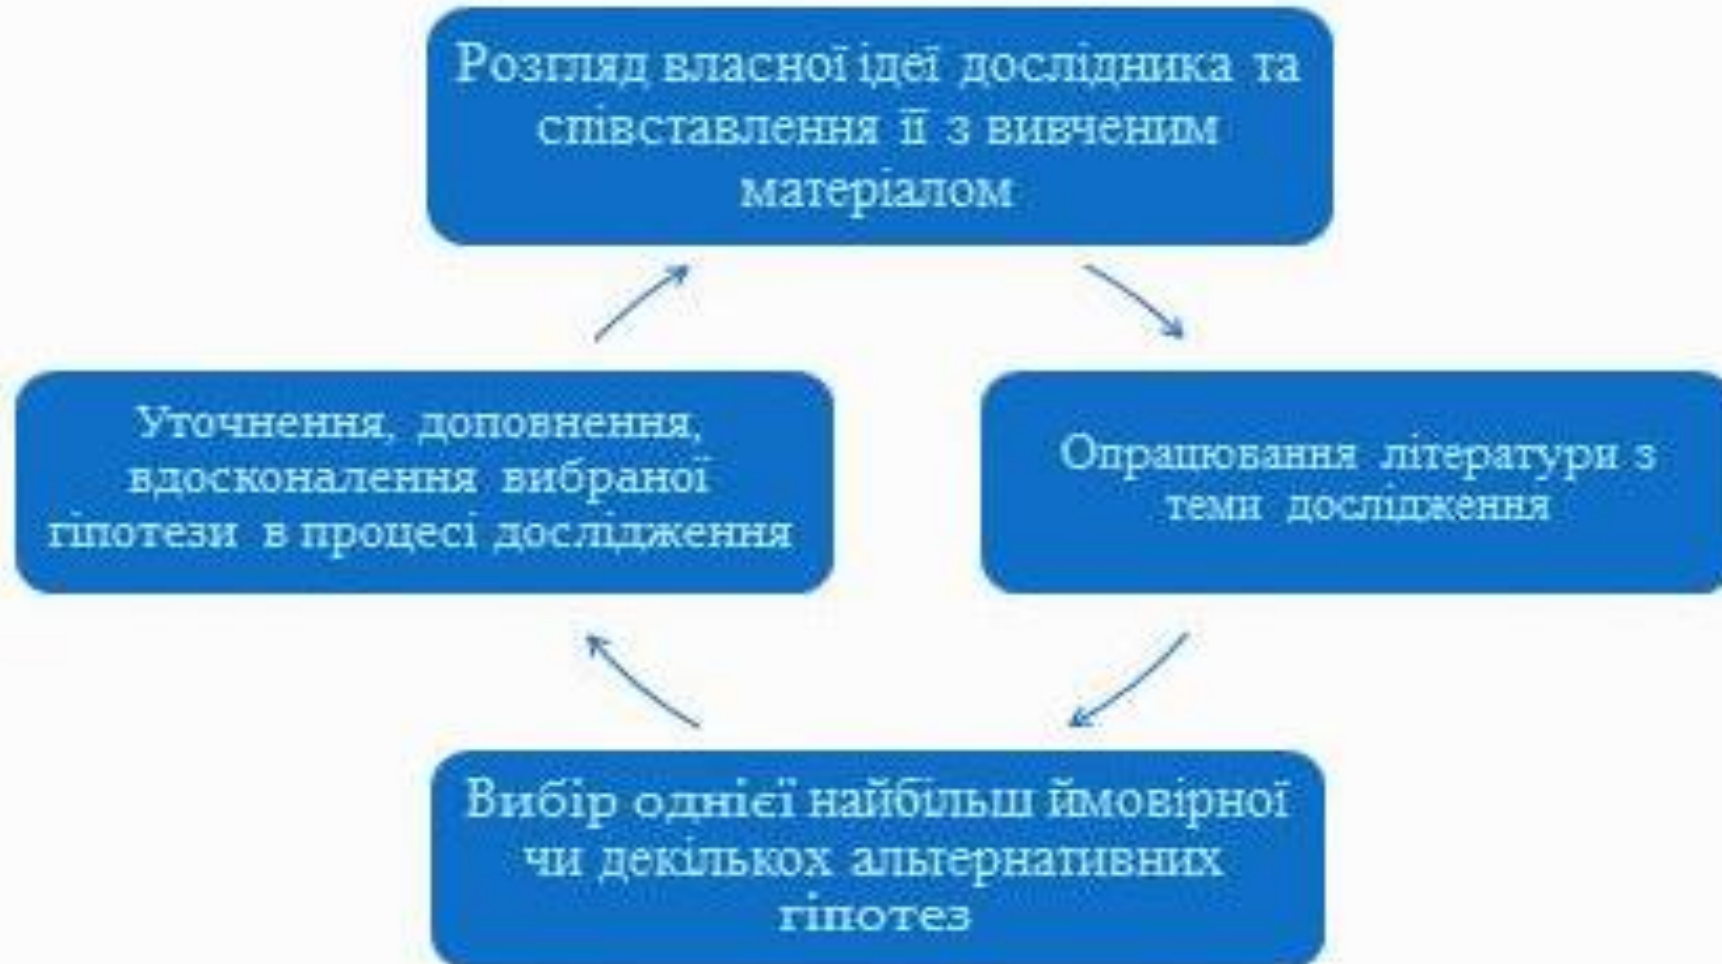 Розгляд власної ідеї дослідника та
співставлення її з вивченим
матеріалом
Уточнення, доповнення,
вдосконалення вибраної
гіпотези в процесі дослідження
Опрацювання літератури з
теми дослідження
Вибір однієї найбільш ймовірної
чи декількох альтернативних
гіпотез